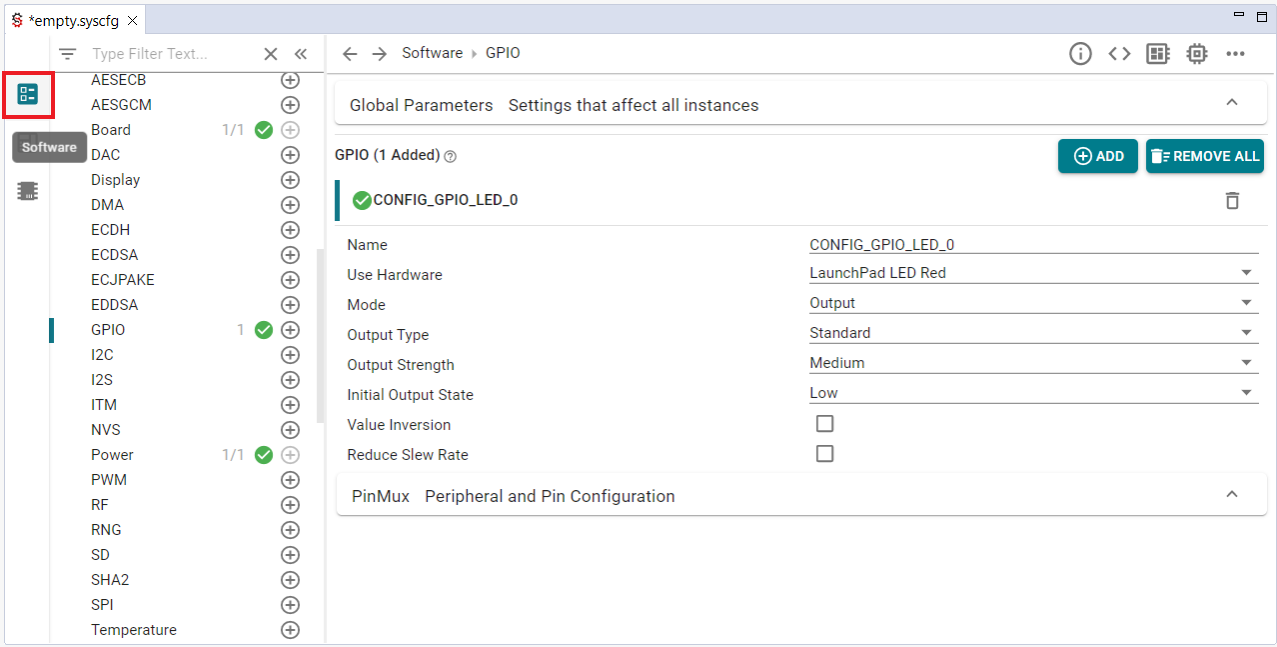 *empty.syscfg
Type Filter Text...
Software GPIO
AESECB
AESGCM
Board 1/1
Software
DAC
Display
DMA
ECDH
ECDSA
ECJPAKE
EDDSA
GPIO 1
I2C
I2S
ITM
NVS
Power 1/1
PWM
RF
RNG
SD
SHA2
SPI
Temperature
Global Parameters Settings that affect all instances
GPIO (1 Added)
ADD
REMOVE ALL
CONFIG_GPIO_LED_0
Name CONFIG_GPIO_LED_0
Use Hardware LaunchPad LED Red
Mode Output
Output Type Standard
Output Strength Medium
Initial Output State Low
Value Inversion
Reduce Slew Rate
PinMux Peripheral and Pin Configuration